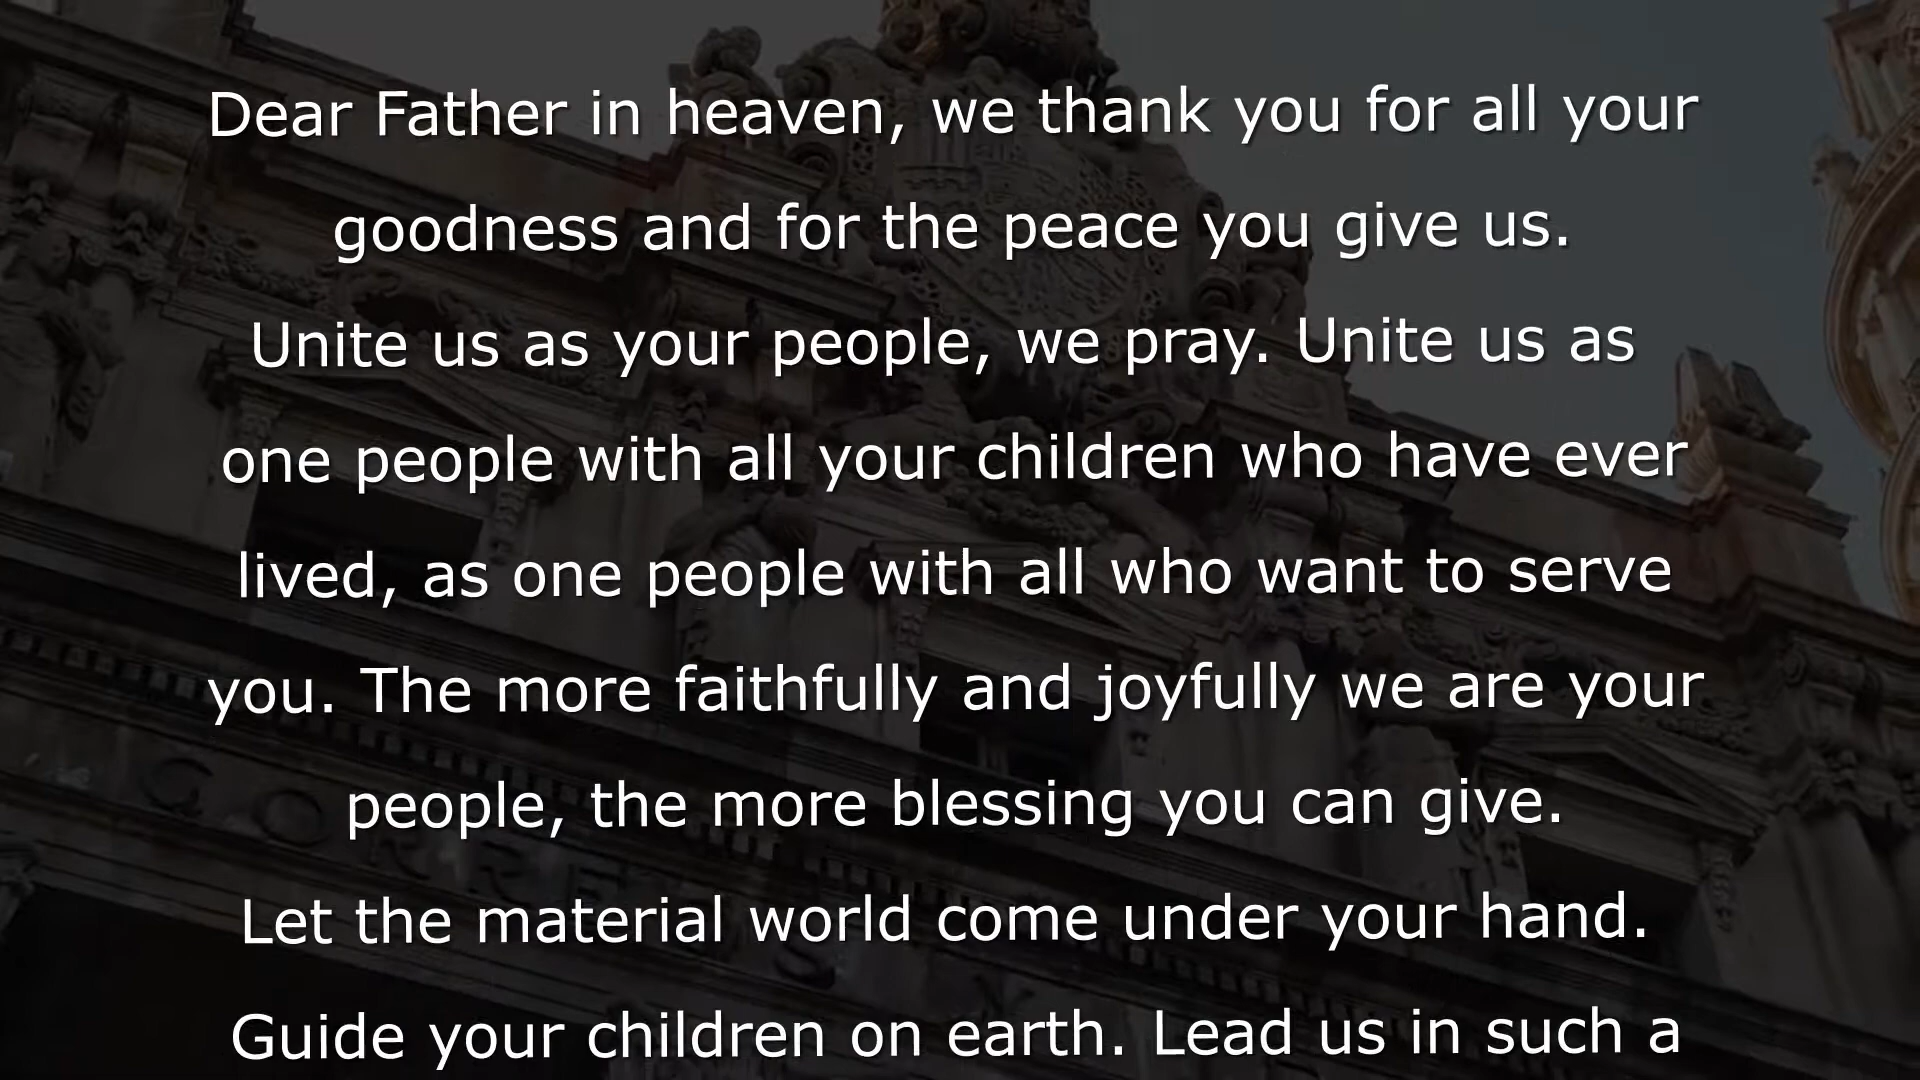 Dear Father in heaven, we thank you for all your
goodness and for the peace you give us.
Unite us as your people, we pray. Unite us as
one people with all your children who have ever
lived, as one people with all who want to serve
you. The more faithfully and joyfully we are your
people, the more blessing you can give.
Let the material world come under your hand.
Guide your children on earth. Lead us in such a
CORREOS Y